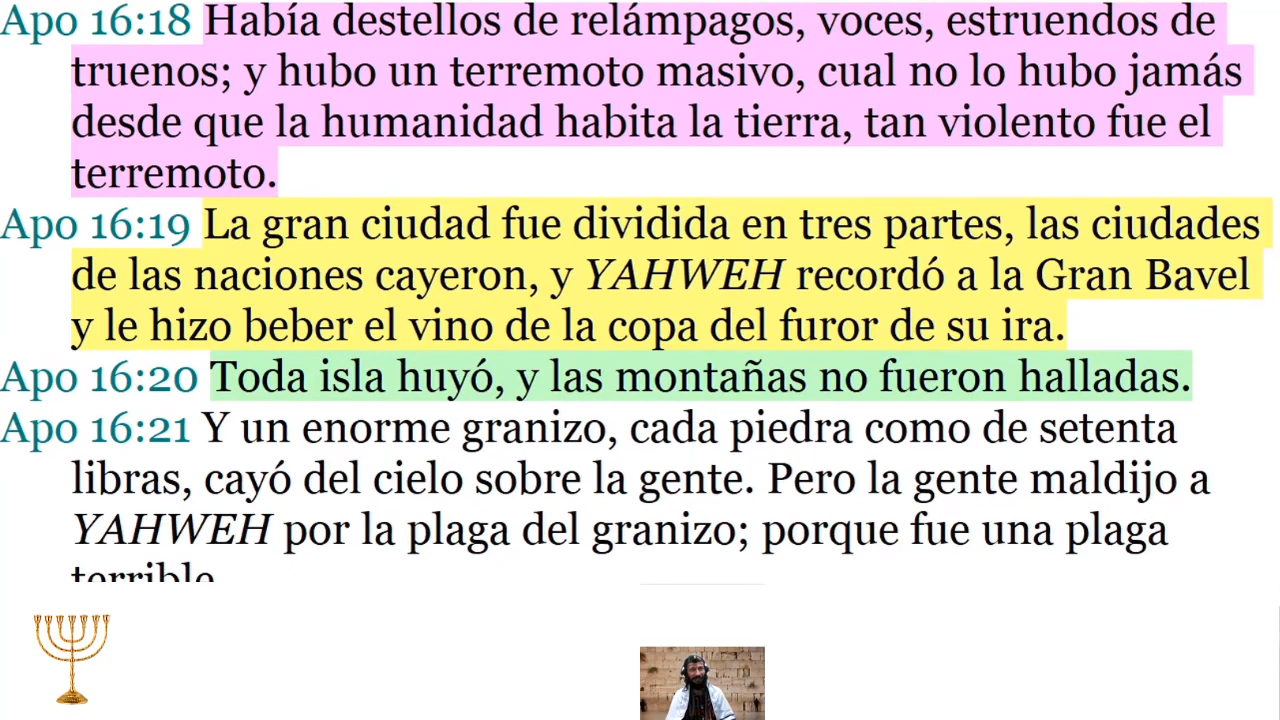 Apo 16:18 Había destellos de relámpagos, voces, estruendos de
truenos; y hubo un terremoto masivo, cual no lo hubo jamás
desde que la humanidad habita la tierra, tan violento fue el
terremoto.
Apo 16:19 La gran ciudad fue dividida en tres partes, las ciudades
de las naciones cayeron, y YAHWEH recordó a la Gran Bavel
y le hizo beber el vino de la copa del furor de su ira.
Apo 16:20 Toda isla huyó, y las montañas no fueron halladas.
Apo 16:21 Y un enorme granizo, cada piedra como de setenta
libras, cayó del cielo sobre la gente. Pero la gente maldijo a
YAHWEH por la plaga del granizo; porque fue una plaga
terrible